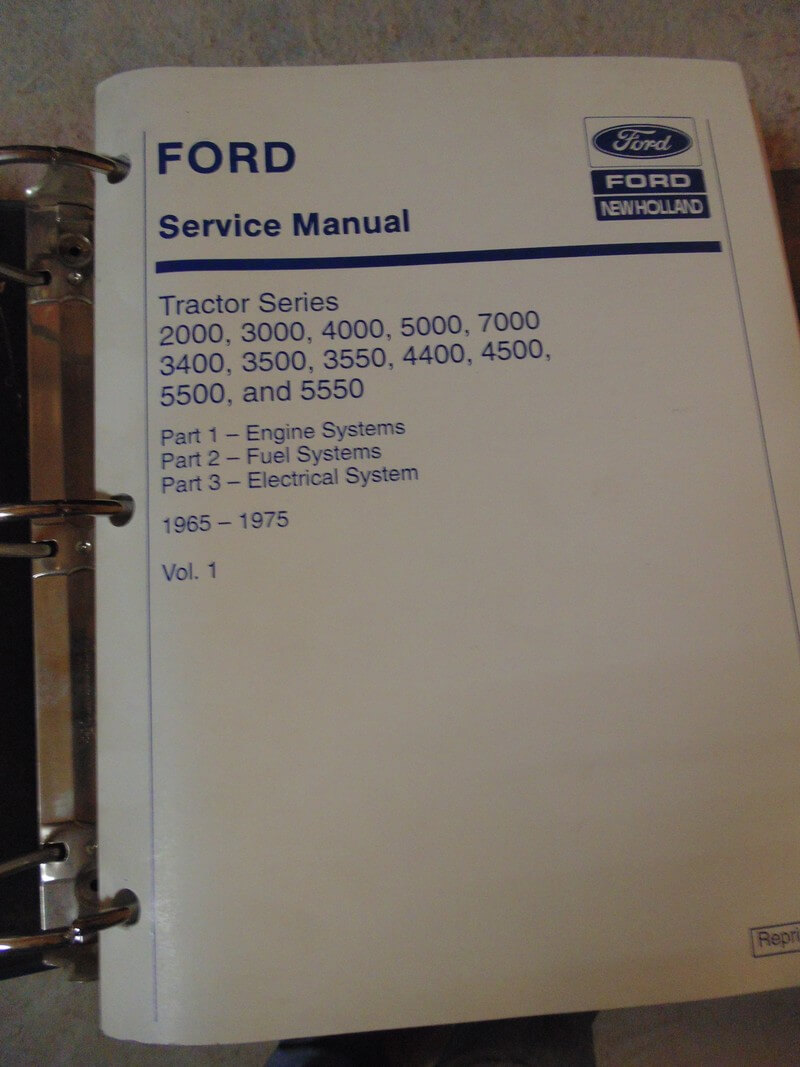 FORD
Ford
FORD
NEW HOLLAND
Service Manual
Tractor Series
2000, 3000, 4000, 5000, 7000
3400, 3500, 3550, 4400, 4500,
5500, and 5550
Part 1 – Engine Systems
Part 2 – Fuel Systems
Part 3 – Electrical System
1965 – 1975
Vol. 1